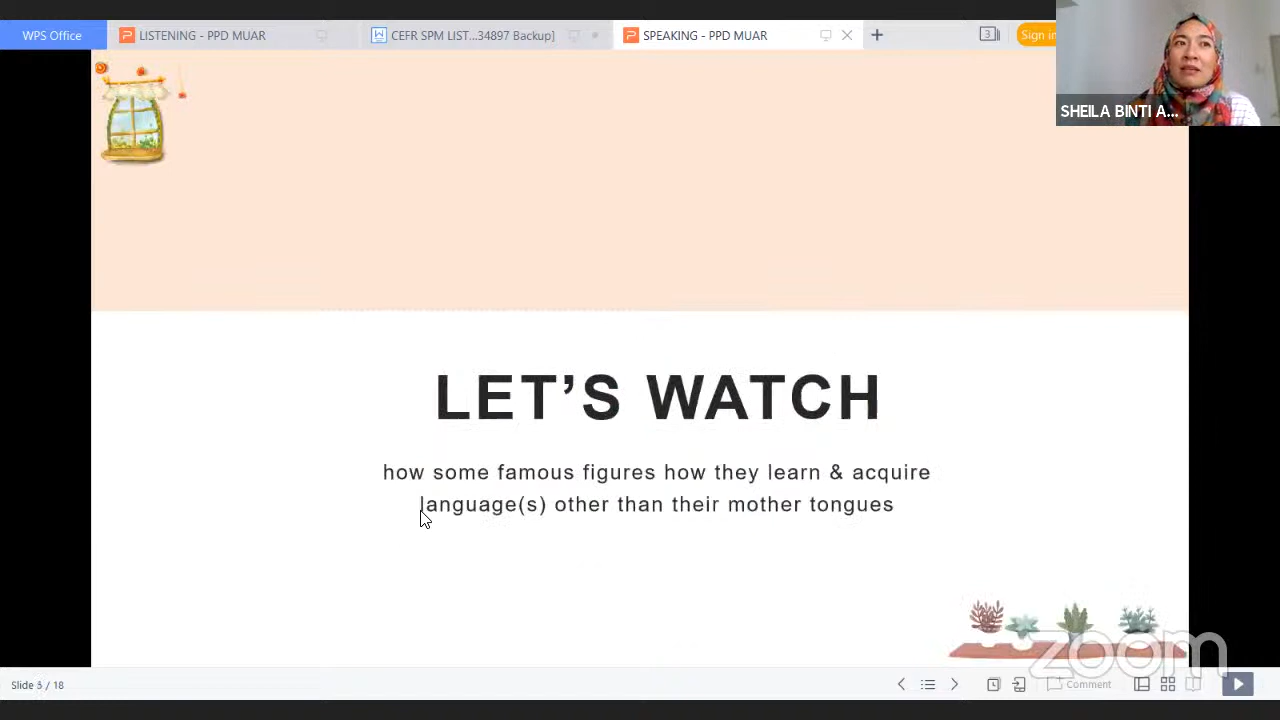 WPS Office
LISTENING - PPD MUAR
CEFR SPM LIST...34897 Backup]
SPEAKING - PPD MUAR
3
Sign in
SHEILA BINTI A...
LET’S WATCH
how some famous figures how they learn & acquire
language(s) other than their mother tongues
zoom
Slide 3 / 18
Comment